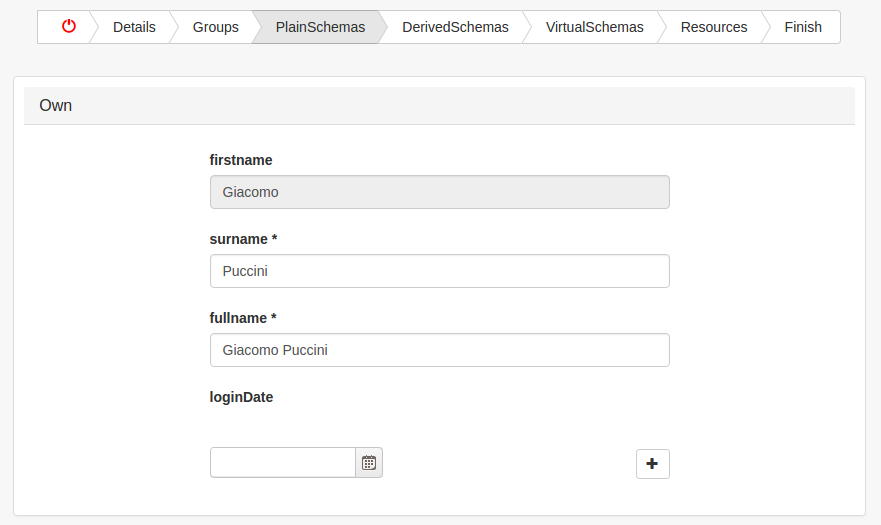 Details Groups PlainSchemas DerivedSchemas VirtualSchemas Resources Finish
Own
firstname
Giacomo
surname *
Puccini
fullname *
Giacomo Puccini
loginDate